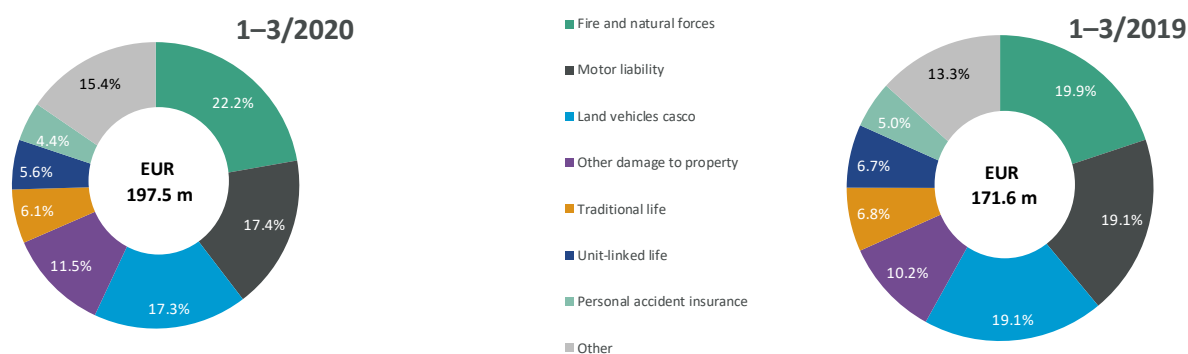 1–3/2020
22.2%
17.4%
17.3%
11.5%
6.1%
5.6%
4.4%
15.4%
EUR
197.5 m
Fire and natural forces
Motor liability
Land vehicles casco
Other damage to property
Traditional life
Unit-linked life
Personal accident insurance
Other
1–3/2019
19.9%
19.1%
19.1%
10.2%
6.8%
6.7%
5.0%
13.3%
EUR
171.6 m